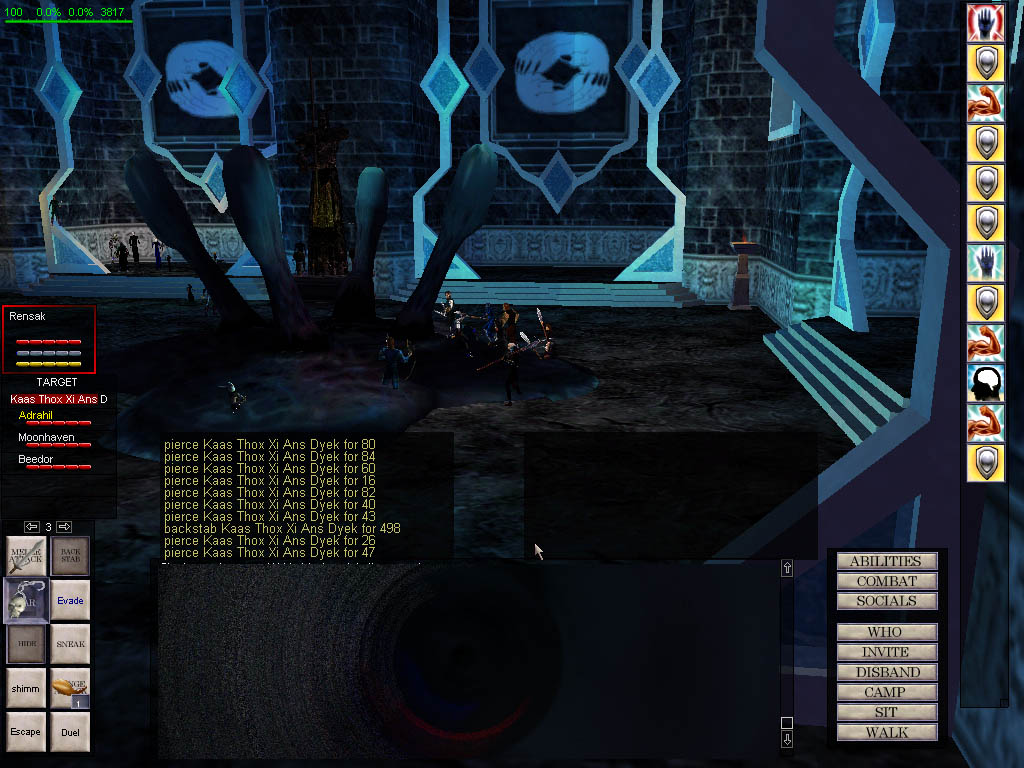 100 0.0% 0.0% 3817
Rensak
TARGET
Kaas Thox Xi Ans D
Adrahil
Moonhaven
Beedor
pierce Kaas Thox Xi Ans Dyek for 80
pierce Kaas Thox Xi Ans Dyek for 84
pierce Kaas Thox Xi Ans Dyek for 60
pierce Kaas Thox Xi Ans Dyek for 16
pierce Kaas Thox Xi Ans Dyek for 82
pierce Kaas Thox Xi Ans Dyek for 40
pierce Kaas Thox Xi Ans Dyek for 43
backstab Kaas Thox Xi Ans Dyek for 498
pierce Kaas Thox Xi Ans Dyek for 26
pierce Kaas Thox Xi Ans Dyek for 47
3
MELEE ATTACK
BACK STAB
Evade
HIDE
SNEAK
shimm
1
Escape
Duel
ABILITIES
COMBAT
SOCIALS
WHO
INVITE
DISBAND
CAMP
SIT
WALK